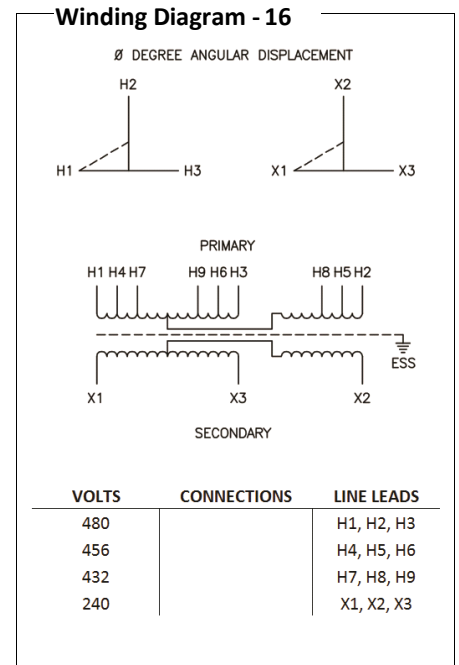 Winding Diagram - 16
Ø DEGREE ANGULAR DISPLACEMENT
H2 X2
H1 H3 X1 X3
PRIMARY
H1 H4 H7 H9 H6 H3 H8 H5 H2
ESS
X1 X3 X2
SECONDARY
VOLTS CONNECTIONS LINE LEADS
480 H1, H2, H3
456 H4, H5, H6
432 H7, H8, H9
240 X1, X2, X3